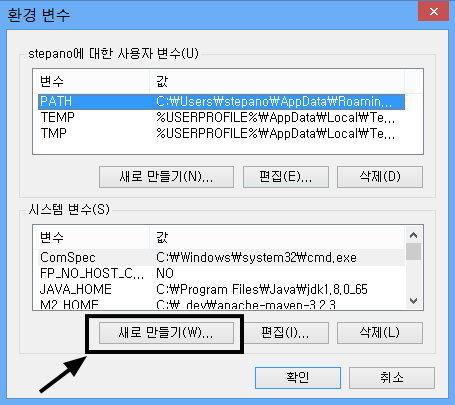 환경 변수
stepano에 대한 사용자 변수(U)
변수 값
PATH C:₩Users₩stepano₩AppData₩Roamin...
TEMP %USERPROFILE%₩AppData₩Local₩Te...
TMP %USERPROFILE%₩AppData₩Local₩Te...
새로 만들기(N)... 편집(E)... 삭제(D)
시스템 변수(S)
변수 값
ComSpec C:₩Windows₩system32₩cmd.exe
FP_NO_HOST_C... NO
JAVA_HOME C:₩Program Files₩Java₩jdk1.8.0_65
M2_HOME C:₩_dev₩apache-maven-3.2.3
새로 만들기(W)... 편집(I)... 삭제(L)
확인 취소